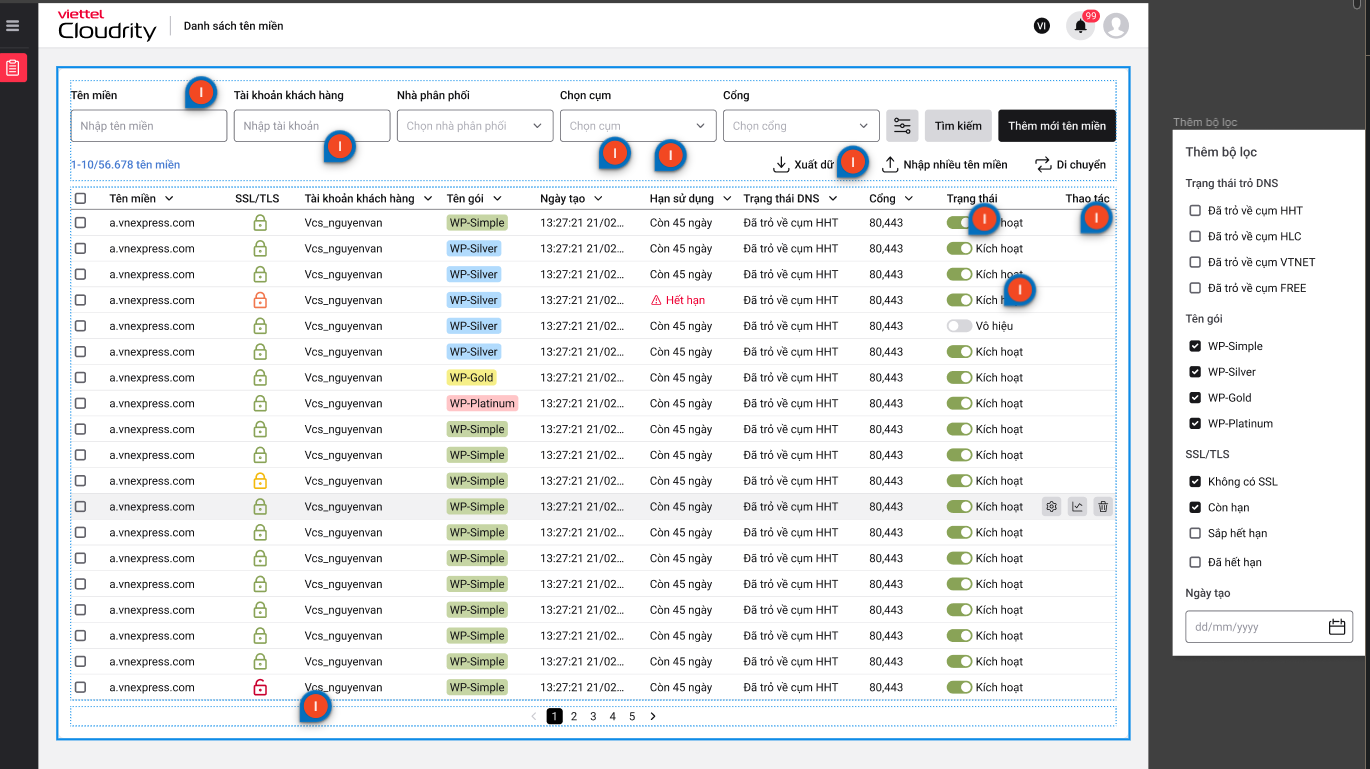 viettel
Cloudrity
Danh sách tên miền
VI
99
Tên miền
Tài khoản khách hàng
Nhà phân phối
Chọn cụm
Cổng
Nhập tên miền
Nhập tài khoản
Chọn nhà phân phối
Chọn cụm
Chọn cổng
Tìm kiếm
Thêm mới tên miền
1-10/56.678 tên miền
Xuất dữ
Nhập nhiều tên miền
Di chuyển
Tên miền SSL/TLS Tài khoản khách hàng Tên gói Ngày tạo Hạn sử dụng Trạng thái DNS Cổng Trạng thái Thao tác
a.vnexpress.com Vcs_nguyenvan WP-Simple 13:27:21 21/02... Còn 45 ngày Đã trỏ về cụm HHT 80,443 hoạt
a.vnexpress.com Vcs_nguyenvan WP-Silver 13:27:21 21/02... Còn 45 ngày Đã trỏ về cụm HHT 80,443 Kích hoạt
a.vnexpress.com Vcs_nguyenvan WP-Silver 13:27:21 21/02... Còn 45 ngày Đã trỏ về cụm HHT 80,443 Kích hoạt
a.vnexpress.com Vcs_nguyenvan WP-Silver 13:27:21 21/02... Hết hạn Đã trỏ về cụm HHT 80,443 Kích
a.vnexpress.com Vcs_nguyenvan WP-Silver 13:27:21 21/02... Còn 45 ngày Đã trỏ về cụm HHT 80,443 Vô hiệu
a.vnexpress.com Vcs_nguyenvan WP-Silver 13:27:21 21/02... Còn 45 ngày Đã trỏ về cụm HHT 80,443 Kích hoạt
a.vnexpress.com Vcs_nguyenvan WP-Gold 13:27:21 21/02... Còn 45 ngày Đã trỏ về cụm HHT 80,443 Kích hoạt
a.vnexpress.com Vcs_nguyenvan WP-Platinum 13:27:21 21/02... Còn 45 ngày Đã trỏ về cụm HHT 80,443 Kích hoạt
a.vnexpress.com Vcs_nguyenvan WP-Simple 13:27:21 21/02... Còn 45 ngày Đã trỏ về cụm HHT 80,443 Kích hoạt
a.vnexpress.com Vcs_nguyenvan WP-Simple 13:27:21 21/02... Còn 45 ngày Đã trỏ về cụm HHT 80,443 Kích hoạt
a.vnexpress.com Vcs_nguyenvan WP-Simple 13:27:21 21/02... Còn 45 ngày Đã trỏ về cụm HHT 80,443 Kích hoạt
a.vnexpress.com Vcs_nguyenvan WP-Simple 13:27:21 21/02... Còn 45 ngày Đã trỏ về cụm HHT 80,443 Kích hoạt
a.vnexpress.com Vcs_nguyenvan WP-Simple 13:27:21 21/02... Còn 45 ngày Đã trỏ về cụm HHT 80,443 Kích hoạt
a.vnexpress.com Vcs_nguyenvan WP-Simple 13:27:21 21/02... Còn 45 ngày Đã trỏ về cụm HHT 80,443 Kích hoạt
a.vnexpress.com Vcs_nguyenvan WP-Simple 13:27:21 21/02... Còn 45 ngày Đã trỏ về cụm HHT 80,443 Kích hoạt
a.vnexpress.com Vcs_nguyenvan WP-Simple 13:27:21 21/02... Còn 45 ngày Đã trỏ về cụm HHT 80,443 Kích hoạt
a.vnexpress.com Vcs_nguyenvan WP-Simple 13:27:21 21/02... Còn 45 ngày Đã trỏ về cụm HHT 80,443 Kích hoạt
a.vnexpress.com Vcs_nguyenvan WP-Simple 13:27:21 21/02... Còn 45 ngày Đã trỏ về cụm HHT 80,443 Kích hoạt
a.vnexpress.com Vcs_nguyenvan WP-Simple 13:27:21 21/02... Còn 45 ngày Đã trỏ về cụm HHT 80,443 Kích hoạt
1 2 3 4 5
Thêm bộ lọc
Thêm bộ lọc
Trạng thái trỏ DNS
Đã trỏ về cụm HHT
Đã trỏ về cụm HLC
Đã trỏ về cụm VTNET
Đã trỏ về cụm FREE
Tên gói
WP-Simple
WP-Silver
WP-Gold
WP-Platinum
SSL/TLS
Không có SSL
Còn hạn
Sắp hết hạn
Đã hết hạn
Ngày tạo
dd/mm/yyyy